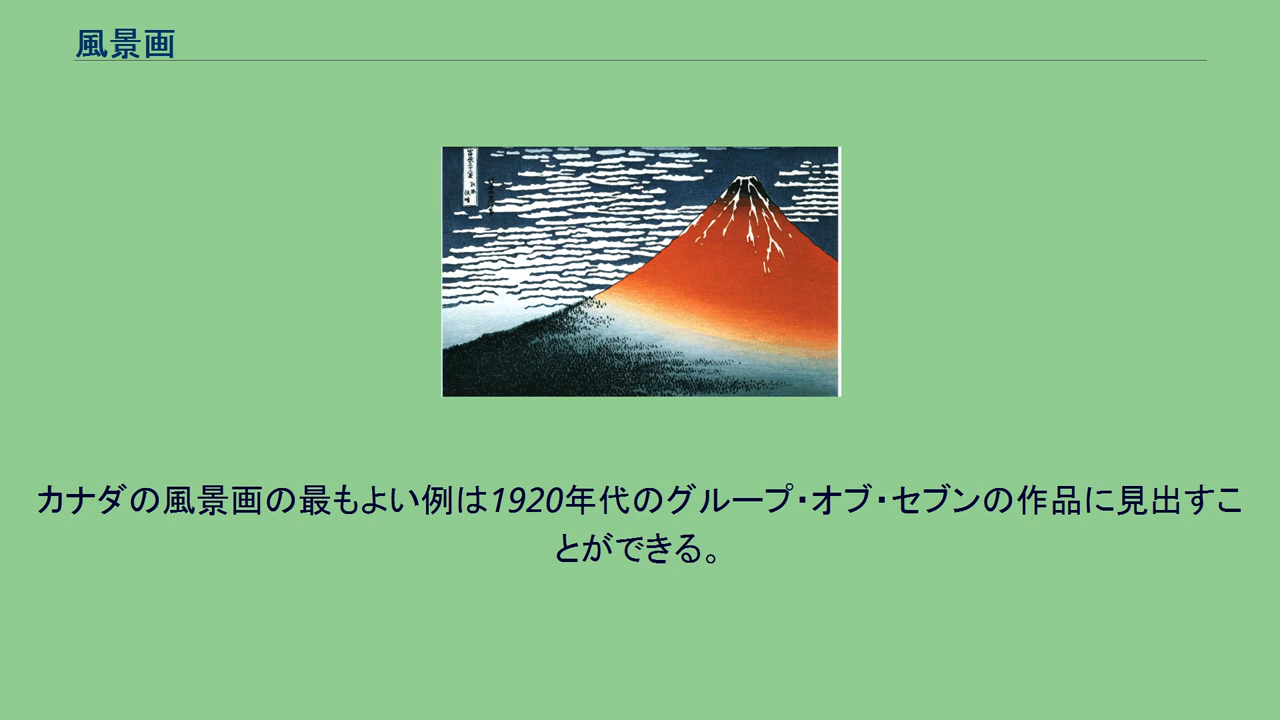 風景画
カナダの風景画の最もよい例は1920年代のグループ・オブ・セブンの作品に見出すこ
とができる。